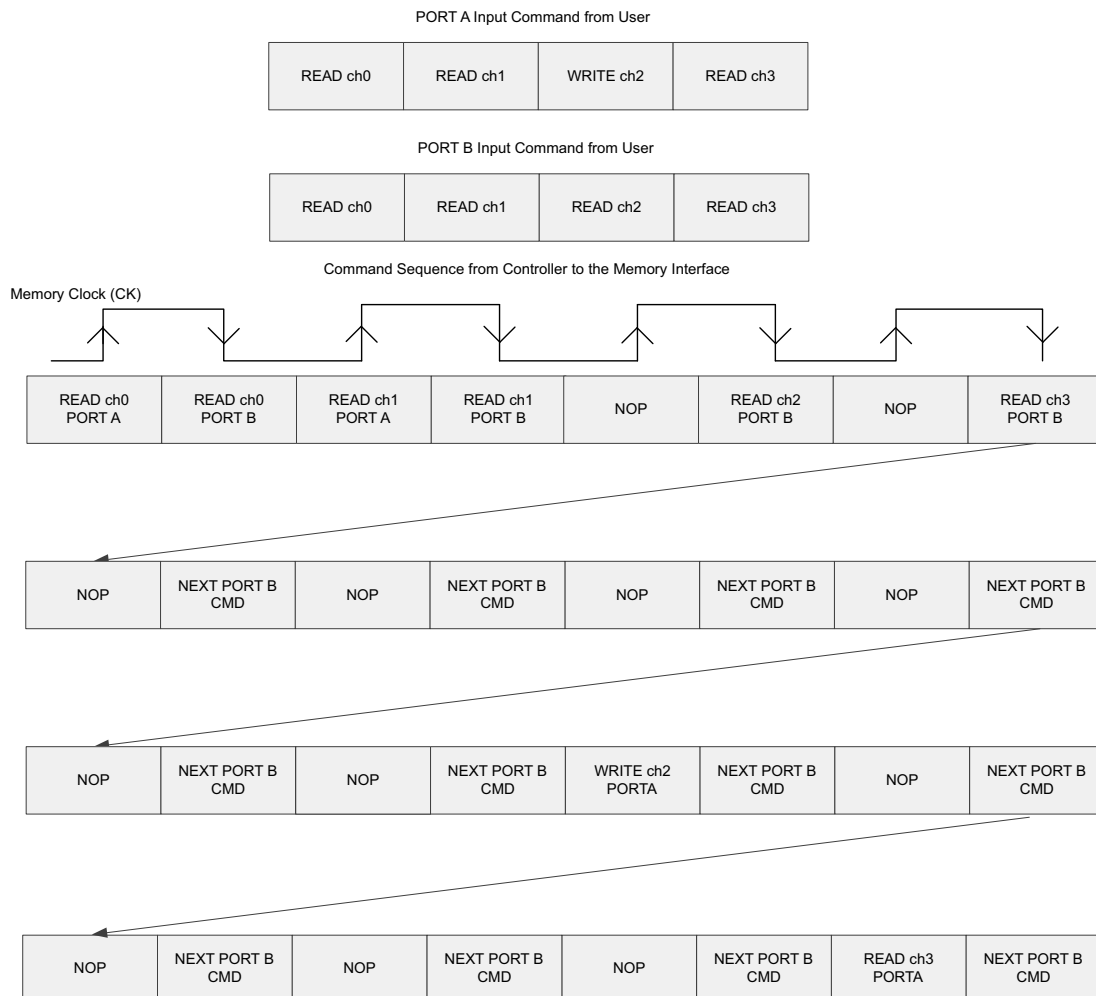 PORT A Input Command from User
READ ch0 READ ch1 WRITE ch2 READ ch3
PORT B Input Command from User
READ ch0 READ ch1 READ ch2 READ ch3
Command Sequence from Controller to the Memory Interface
Memory Clock (CK)
READ ch0 PORT A READ ch0 PORT B READ ch1 PORT A READ ch1 PORT B NOP READ ch2 PORT B NOP READ ch3 PORT B
NOP NEXT PORT B CMD NOP NEXT PORT B CMD NOP NEXT PORT B CMD NOP NEXT PORT B CMD
NOP NEXT PORT B CMD NOP NEXT PORT B CMD WRITE ch2 PORTA NEXT PORT B CMD NOP NEXT PORT B CMD
NOP NEXT PORT B CMD NOP NEXT PORT B CMD NOP NEXT PORT B CMD READ ch3 PORTA NEXT PORT B CMD